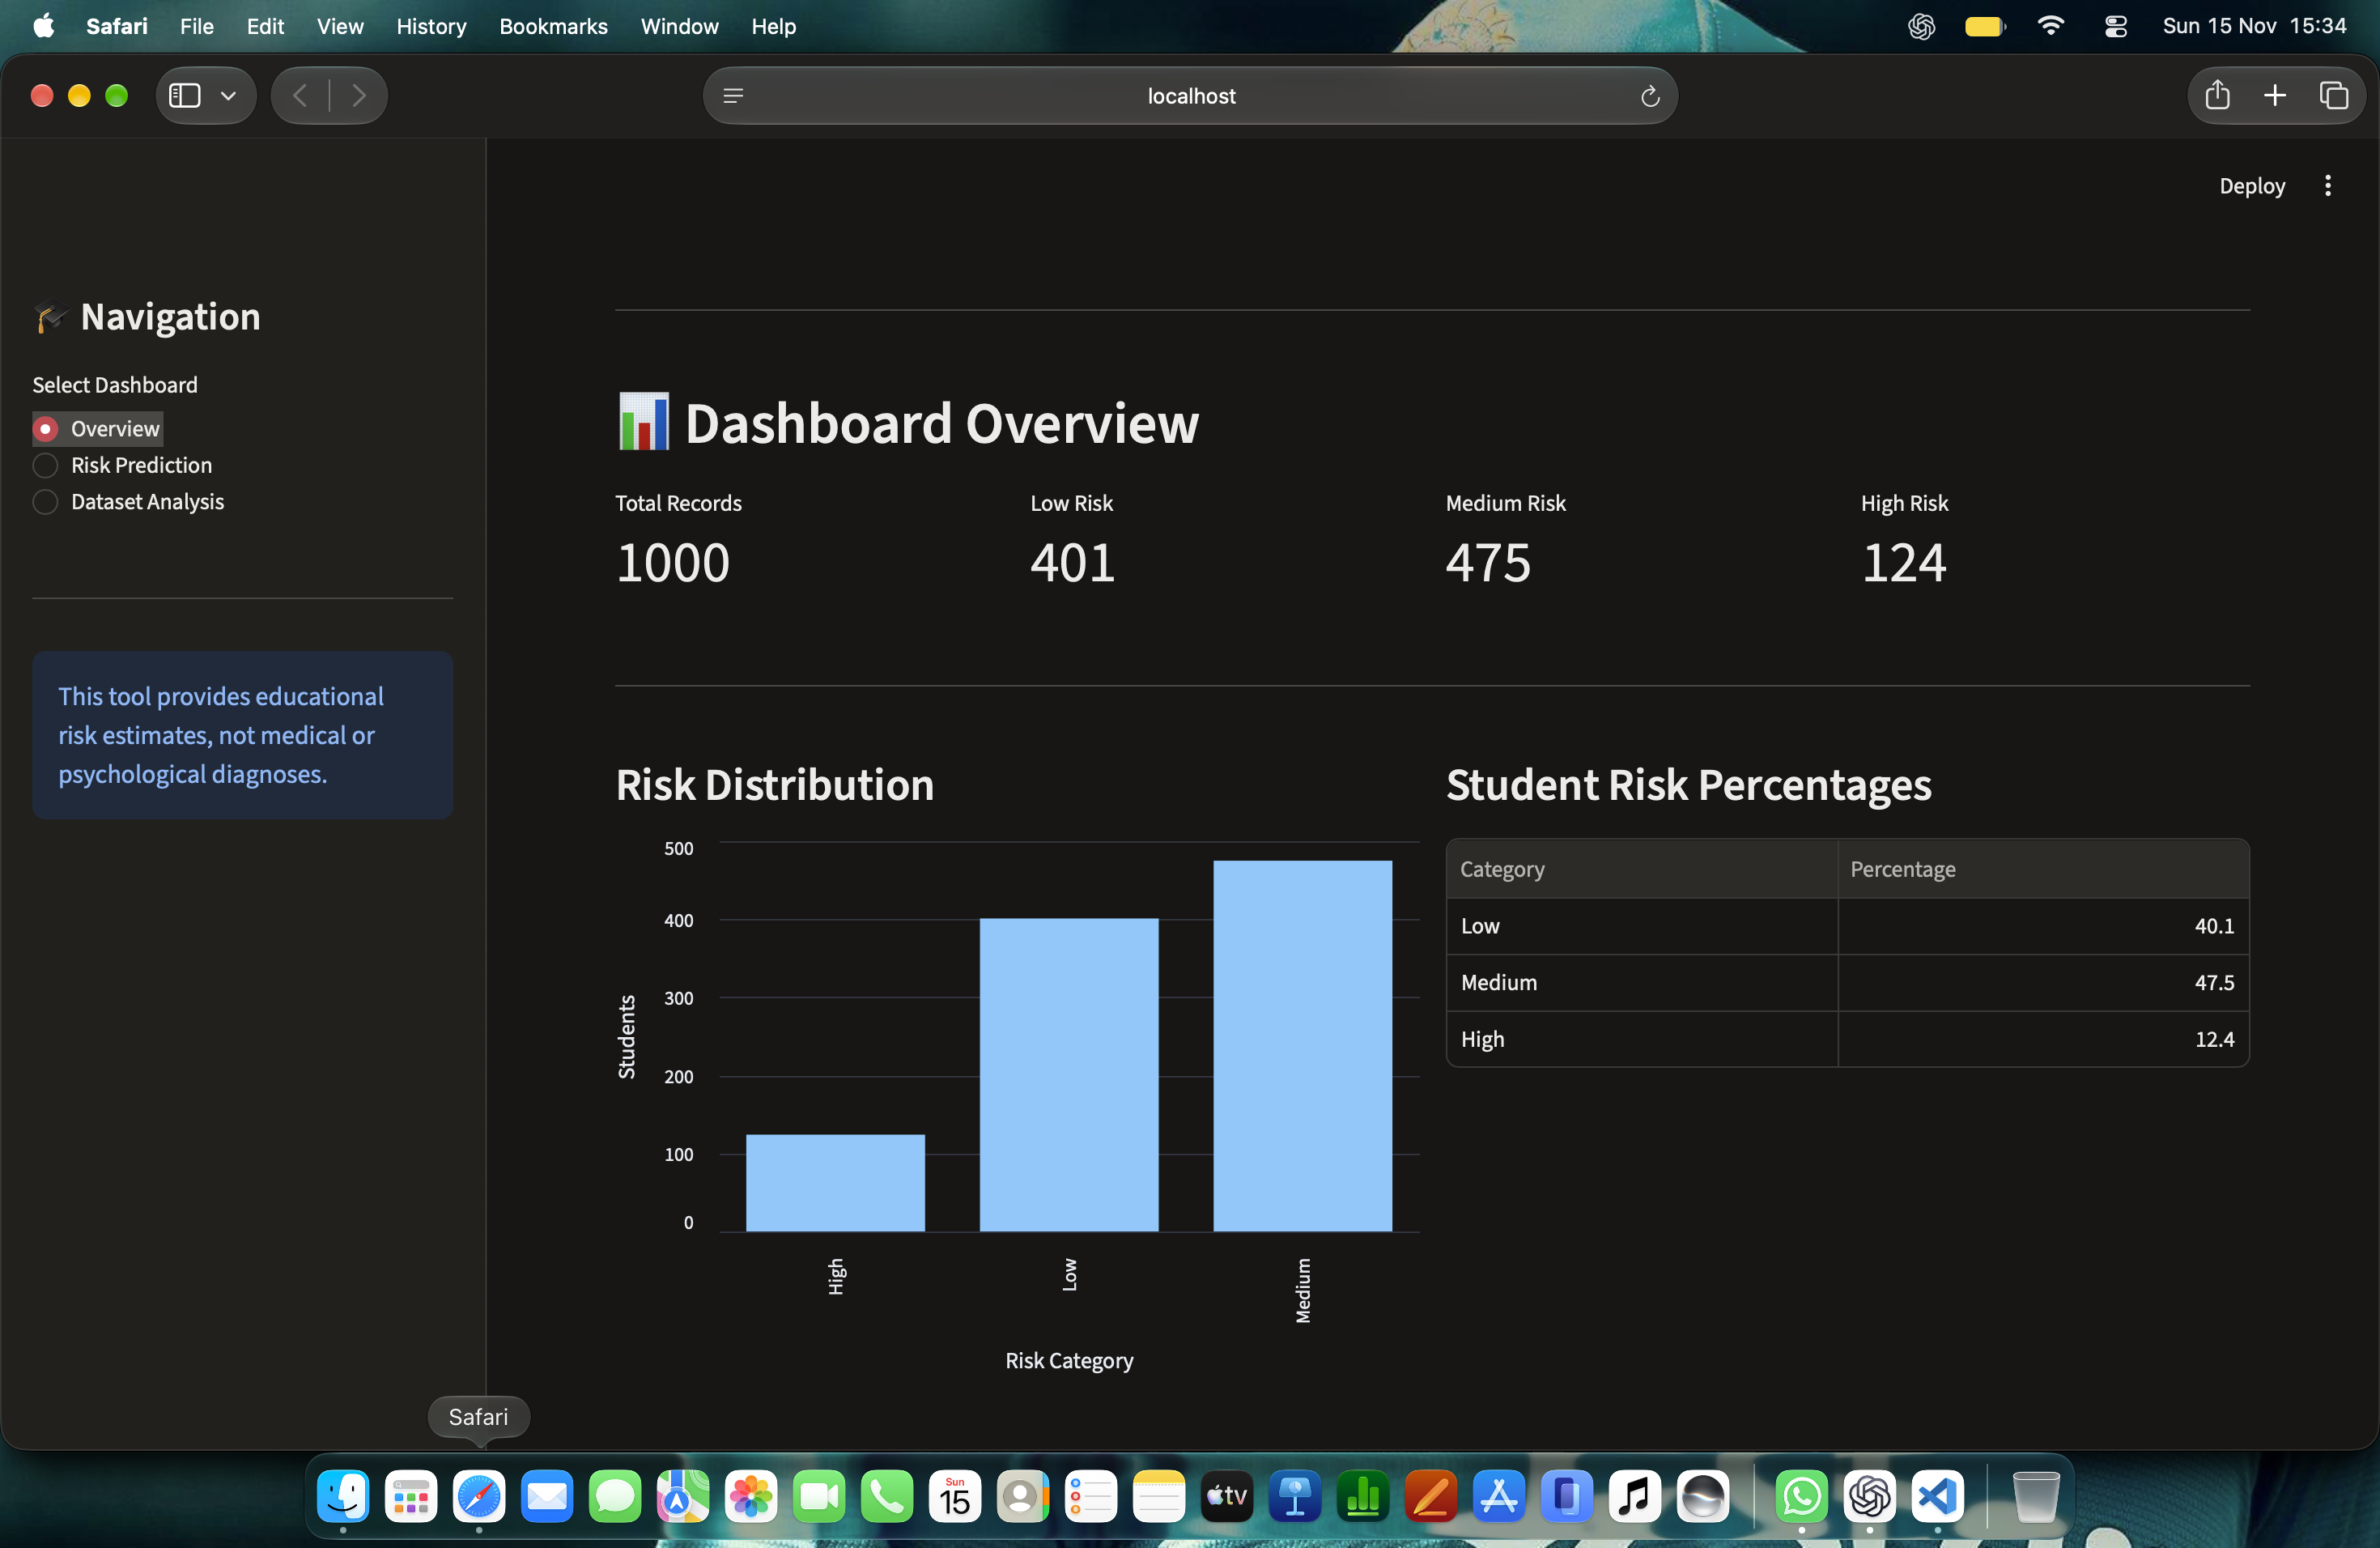 Safari File Edit View History Bookmarks Window Help
Sun 15 Nov 15:34
localhost
Deploy
Navigation
Select Dashboard
Overview
Risk Prediction
Dataset Analysis
This tool provides educational
risk estimates, not medical or
psychological diagnoses.
Dashboard Overview
Total Records Low Risk Medium Risk High Risk
1000 401 475 124
Risk Distribution
500
400
300
200
100
0
Students
High Low Medium
Risk Category
Student Risk Percentages
Category Percentage
Low 40.1
Medium 47.5
High 12.4
Safari
Sun
15
tv